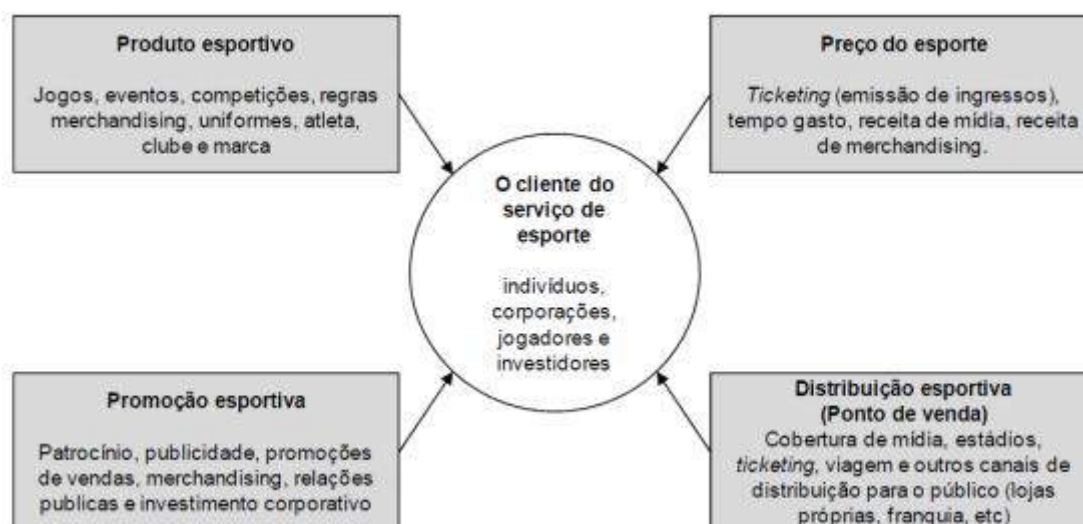 Produto esportivo
Jogos, eventos, competições, regras
merchandising, uniformes, atleta,
clube e marca
Preço do esporte
Ticketing (emissão de ingressos),
tempo gasto, receita de mídia, receita
de merchandising.
O cliente do
serviço de
esporte
indivíduos,
corporações,
jogadores e
investidores
Promoção esportiva
Patrocínio, publicidade, promoções
de vendas, merchandising, relações
publicas e investimento corporativo
Distribuição esportiva
(Ponto de venda)
Cobertura de mídia, estádios,
ticketing, viagem e outros canais de
distribuição para o público (lojas
próprias, franquia, etc)